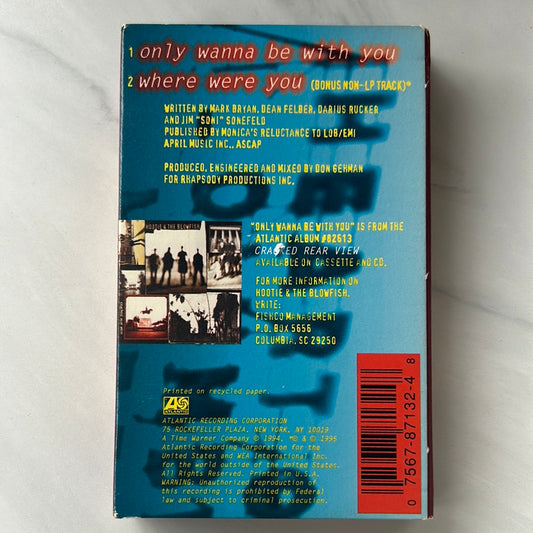 1 only wanna be with you
2 where were you (BONUS NON-LP TRACK)*
WRITTEN BY MARK BRYAN, DEAN FELBER, DARIUS RUCKER
AND JIM "SONI" SONEFELD
PUBLISHED BY MONICA'S RELUCTANCE TO LOB/EMI
APRIL MUSIC INC., ASCAP
PRODUCED, ENGINEERED AND MIXED BY DON GEHMAN
FOR RHAPSODY PRODUCTIONS INC.
HOOTIE & THE BLOWFISH
"ONLY WANNA BE WITH YOU" IS FROM THE
ATLANTIC ALBUM #82613
CRACKED REAR VIEW
AVAILABLE ON CASSETTE AND CD.
FOR MORE INFORMATION ON
HOOTIE & THE BLOWFISH,
WRITE:
FISHCO MANAGEMENT
P.O. BOX 5656
COLUMBIA, SC 29250
Printed on recycled paper.
ATLANTIC
ATLANTIC RECORDING CORPORATION
75 ROCKEFELLER PLAZA, NEW YORK, NY 10019
A Time Warner Company © 1994, *℗ & © 1995
Atlantic Recording Corporation for the
United States and WEA International Inc.
for the world outside of the United States.
All Rights Reserved. Printed in U.S.A.
WARNING: Unauthorized reproduction of
this recording is prohibited by Federal
law and subject to criminal prosecution.
0 7567-87132-4 8